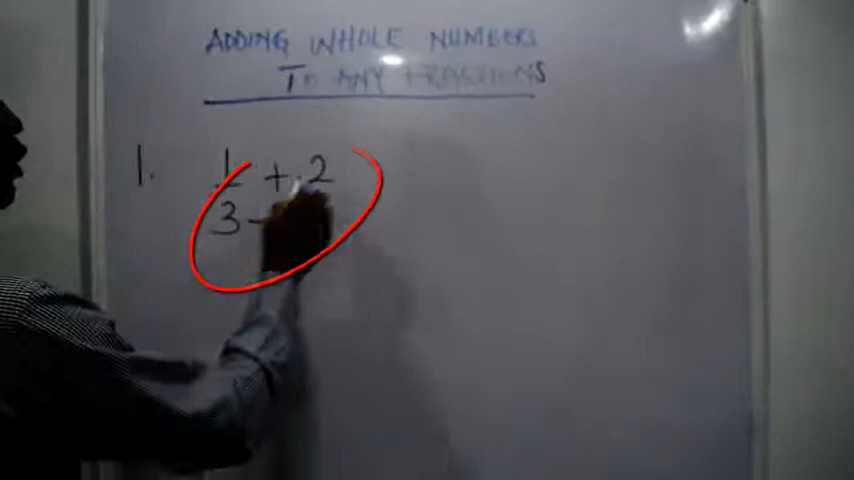 ADDING WHOLE NUMBERS
TO ANY FRACTIONS
1. 1 + 2
3